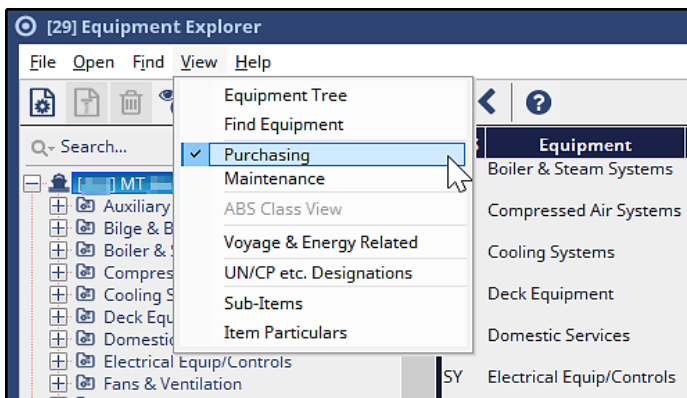 [29] Equipment Explorer
File Open Find View Help
Equipment Tree
Find Equipment
Purchasing
Maintenance
ABS Class View
Voyage & Energy Related
UN/CP etc. Designations
Sub-Items
Item Particulars
Search...
[ ] MT
Auxiliary
Bilge & B
Boiler &
Compres
Cooling S
Deck Equ
Domestic
Electrical Equip/Controls
Fans & Ventilation
Equipment
Boiler & Steam Systems
Compressed Air Systems
Cooling Systems
Deck Equipment
Domestic Services
SY Electrical Equip/Controls